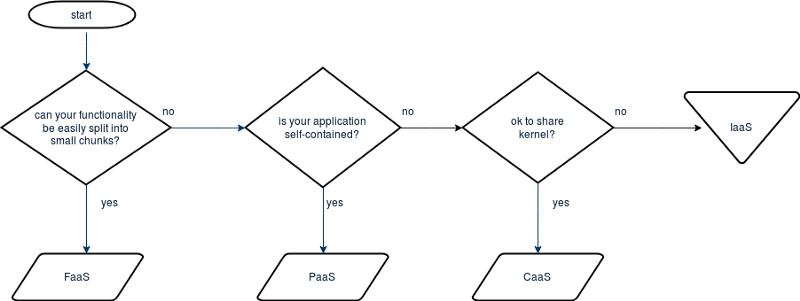 start
can your functionality
be easily split into
small chunks?
no
is your application
self-contained?
no
ok to share
kernel?
no
IaaS
yes
yes
yes
FaaS
PaaS
CaaS